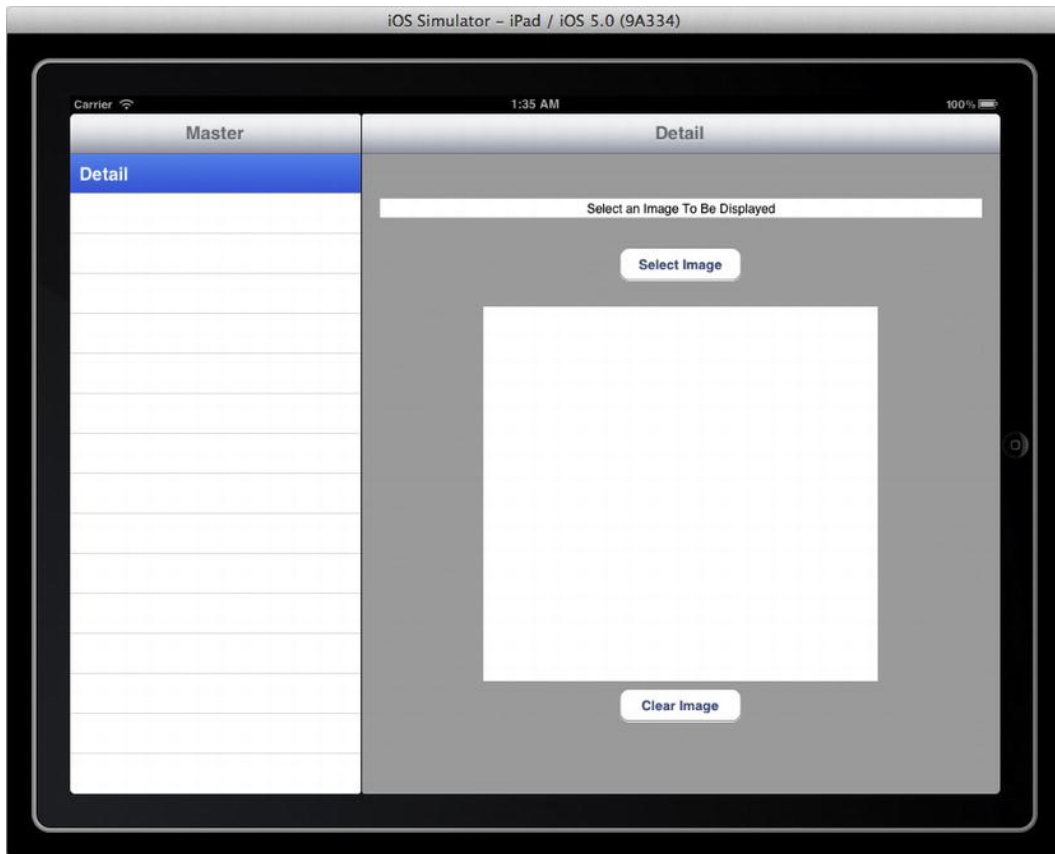 iOS Simulator – iPad / iOS 5.0 (9A334)
Carrier 1:35 AM 100%
Master Detail
Detail
Select an Image To Be Displayed
Select Image
Clear Image